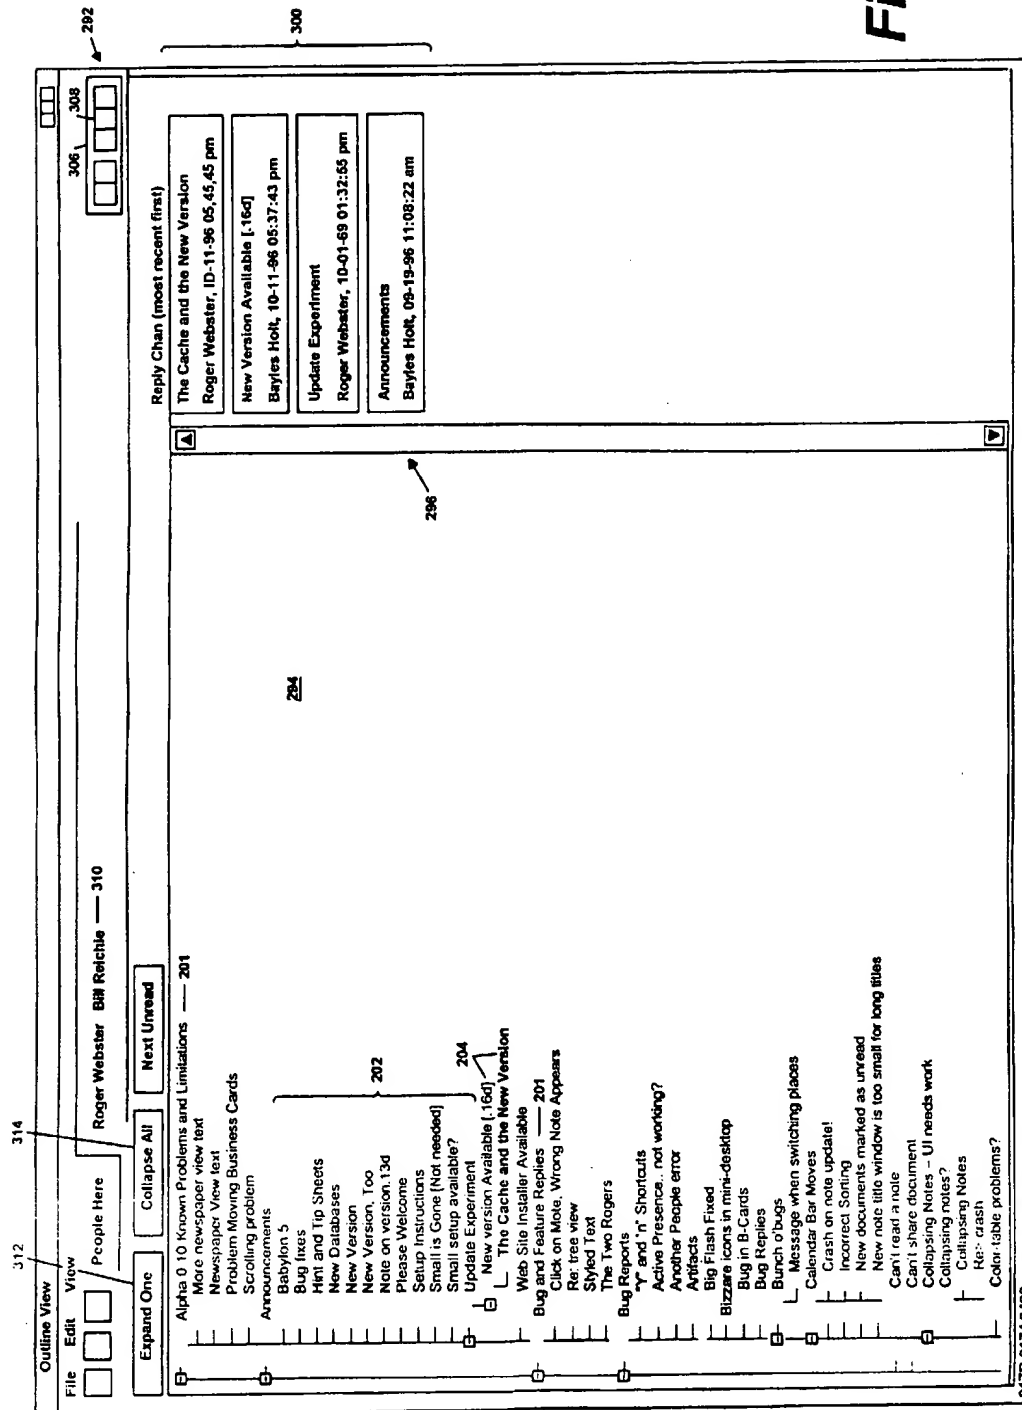 Outline View
File Edit View
People Here Roger Webster Bill Reichie 310
306 308
292
312
314
Expand One
Collapse All
Next Unread
Alpha 0 10 Known Problems and Limitations 201
More newspaper view text
Newspaper View text
Problem Moving Business Cards
Scrolling problem
Announcements
Babylon 5
Bug fixes
Hint and Tip Sheets
New Databases
New Version
New Version, Too
Note on version.13d
Please Welcome
Setup Instructions
Small is Gone [Not needed]
Small setup available?
Update Experiment
202
New version Available [.16d]
204
The Cache and the New Version
Web Site Installer Available
Bug and Feature Replies 201
Click on Mote, Wrong Note Appears
Re: tree view
Styled Text
The Two Rogers
Bug Reports
"Y" and 'n" Shortcuts
Active Presence.. not working?
Another People error
Artifacts
Big Flash Fixed
Bizzare icons in mini-desktop
Bug in B-Cards
Bug Replies
Bunch o'bugs
Message when switching places
Calendar Bar Moves
Crash on note update!
Incorrect Sorting
New documents marked as unread
New note title window is too small for long titles
Can't read a note
Can't share document
Collapsing Notes – UI needs work
Collapsing notes?
Collapsing Notes
Re: crash
Color table problems?
294
296
Reply Chan (most recent first)
The Cache and the New Version
Roger Webster, ID-11-96 05,45,45 pm
New Version Available [.16d]
Bayles Holt, 10-11-96 05:37:43 pm
Update Experiment
Roger Webster, 10-01-69 01:32:55 pm
Announcements
Bayles Holt, 09-19-96 11:08:22 am
300